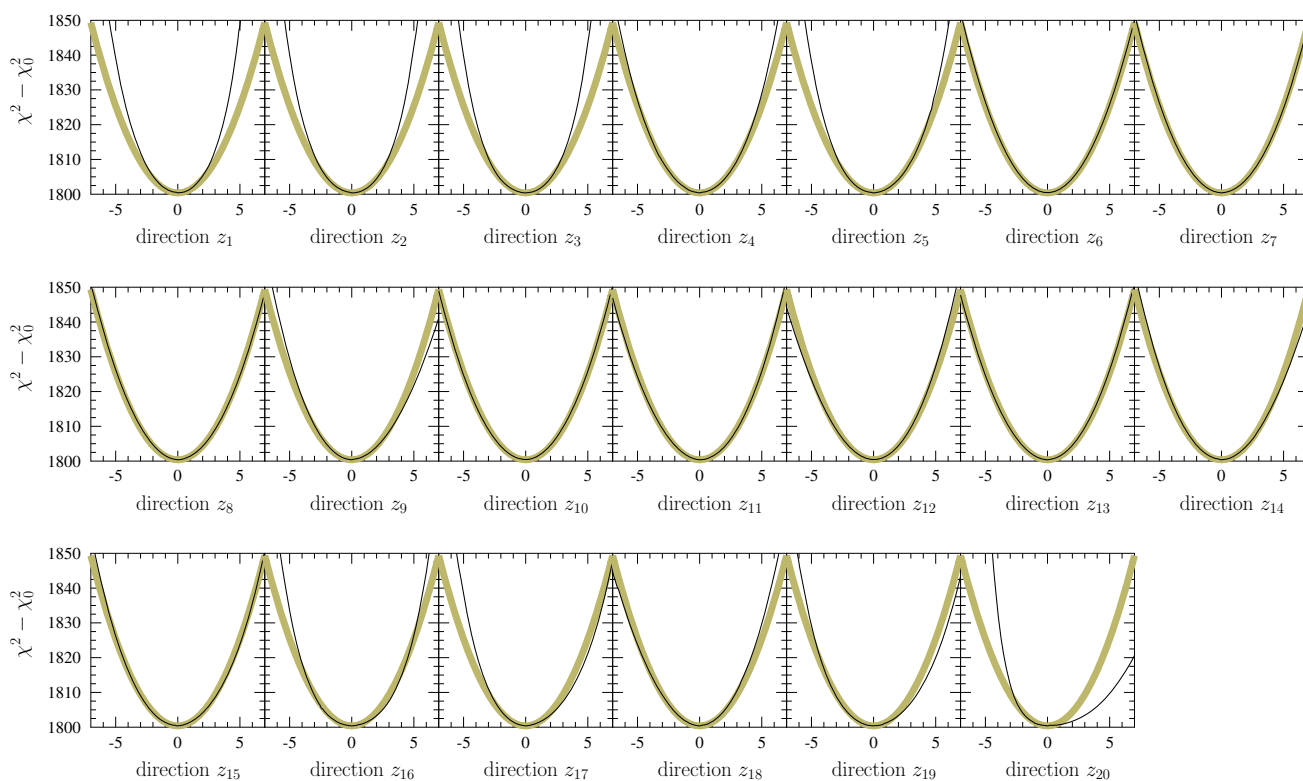 1850
1840
1830
1820
1810
1800
χ² − χ₀²
-5 0 5 -5 0 5 -5 0 5 -5 0 5 -5 0 5 -5 0 5 -5 0 5
direction z₁ direction z₂ direction z₃ direction z₄ direction z₅ direction z₆ direction z₇
1850
1840
1830
1820
1810
1800
χ² − χ₀²
-5 0 5 -5 0 5 -5 0 5 -5 0 5 -5 0 5 -5 0 5 -5 0 5
direction z₈ direction z₉ direction z₁₀ direction z₁₁ direction z₁₂ direction z₁₃ direction z₁₄
1850
1840
1830
1820
1810
1800
χ² − χ₀²
-5 0 5 -5 0 5 -5 0 5 -5 0 5 -5 0 5 -5 0 5
direction z₁₅ direction z₁₆ direction z₁₇ direction z₁₈ direction z₁₉ direction z₂₀